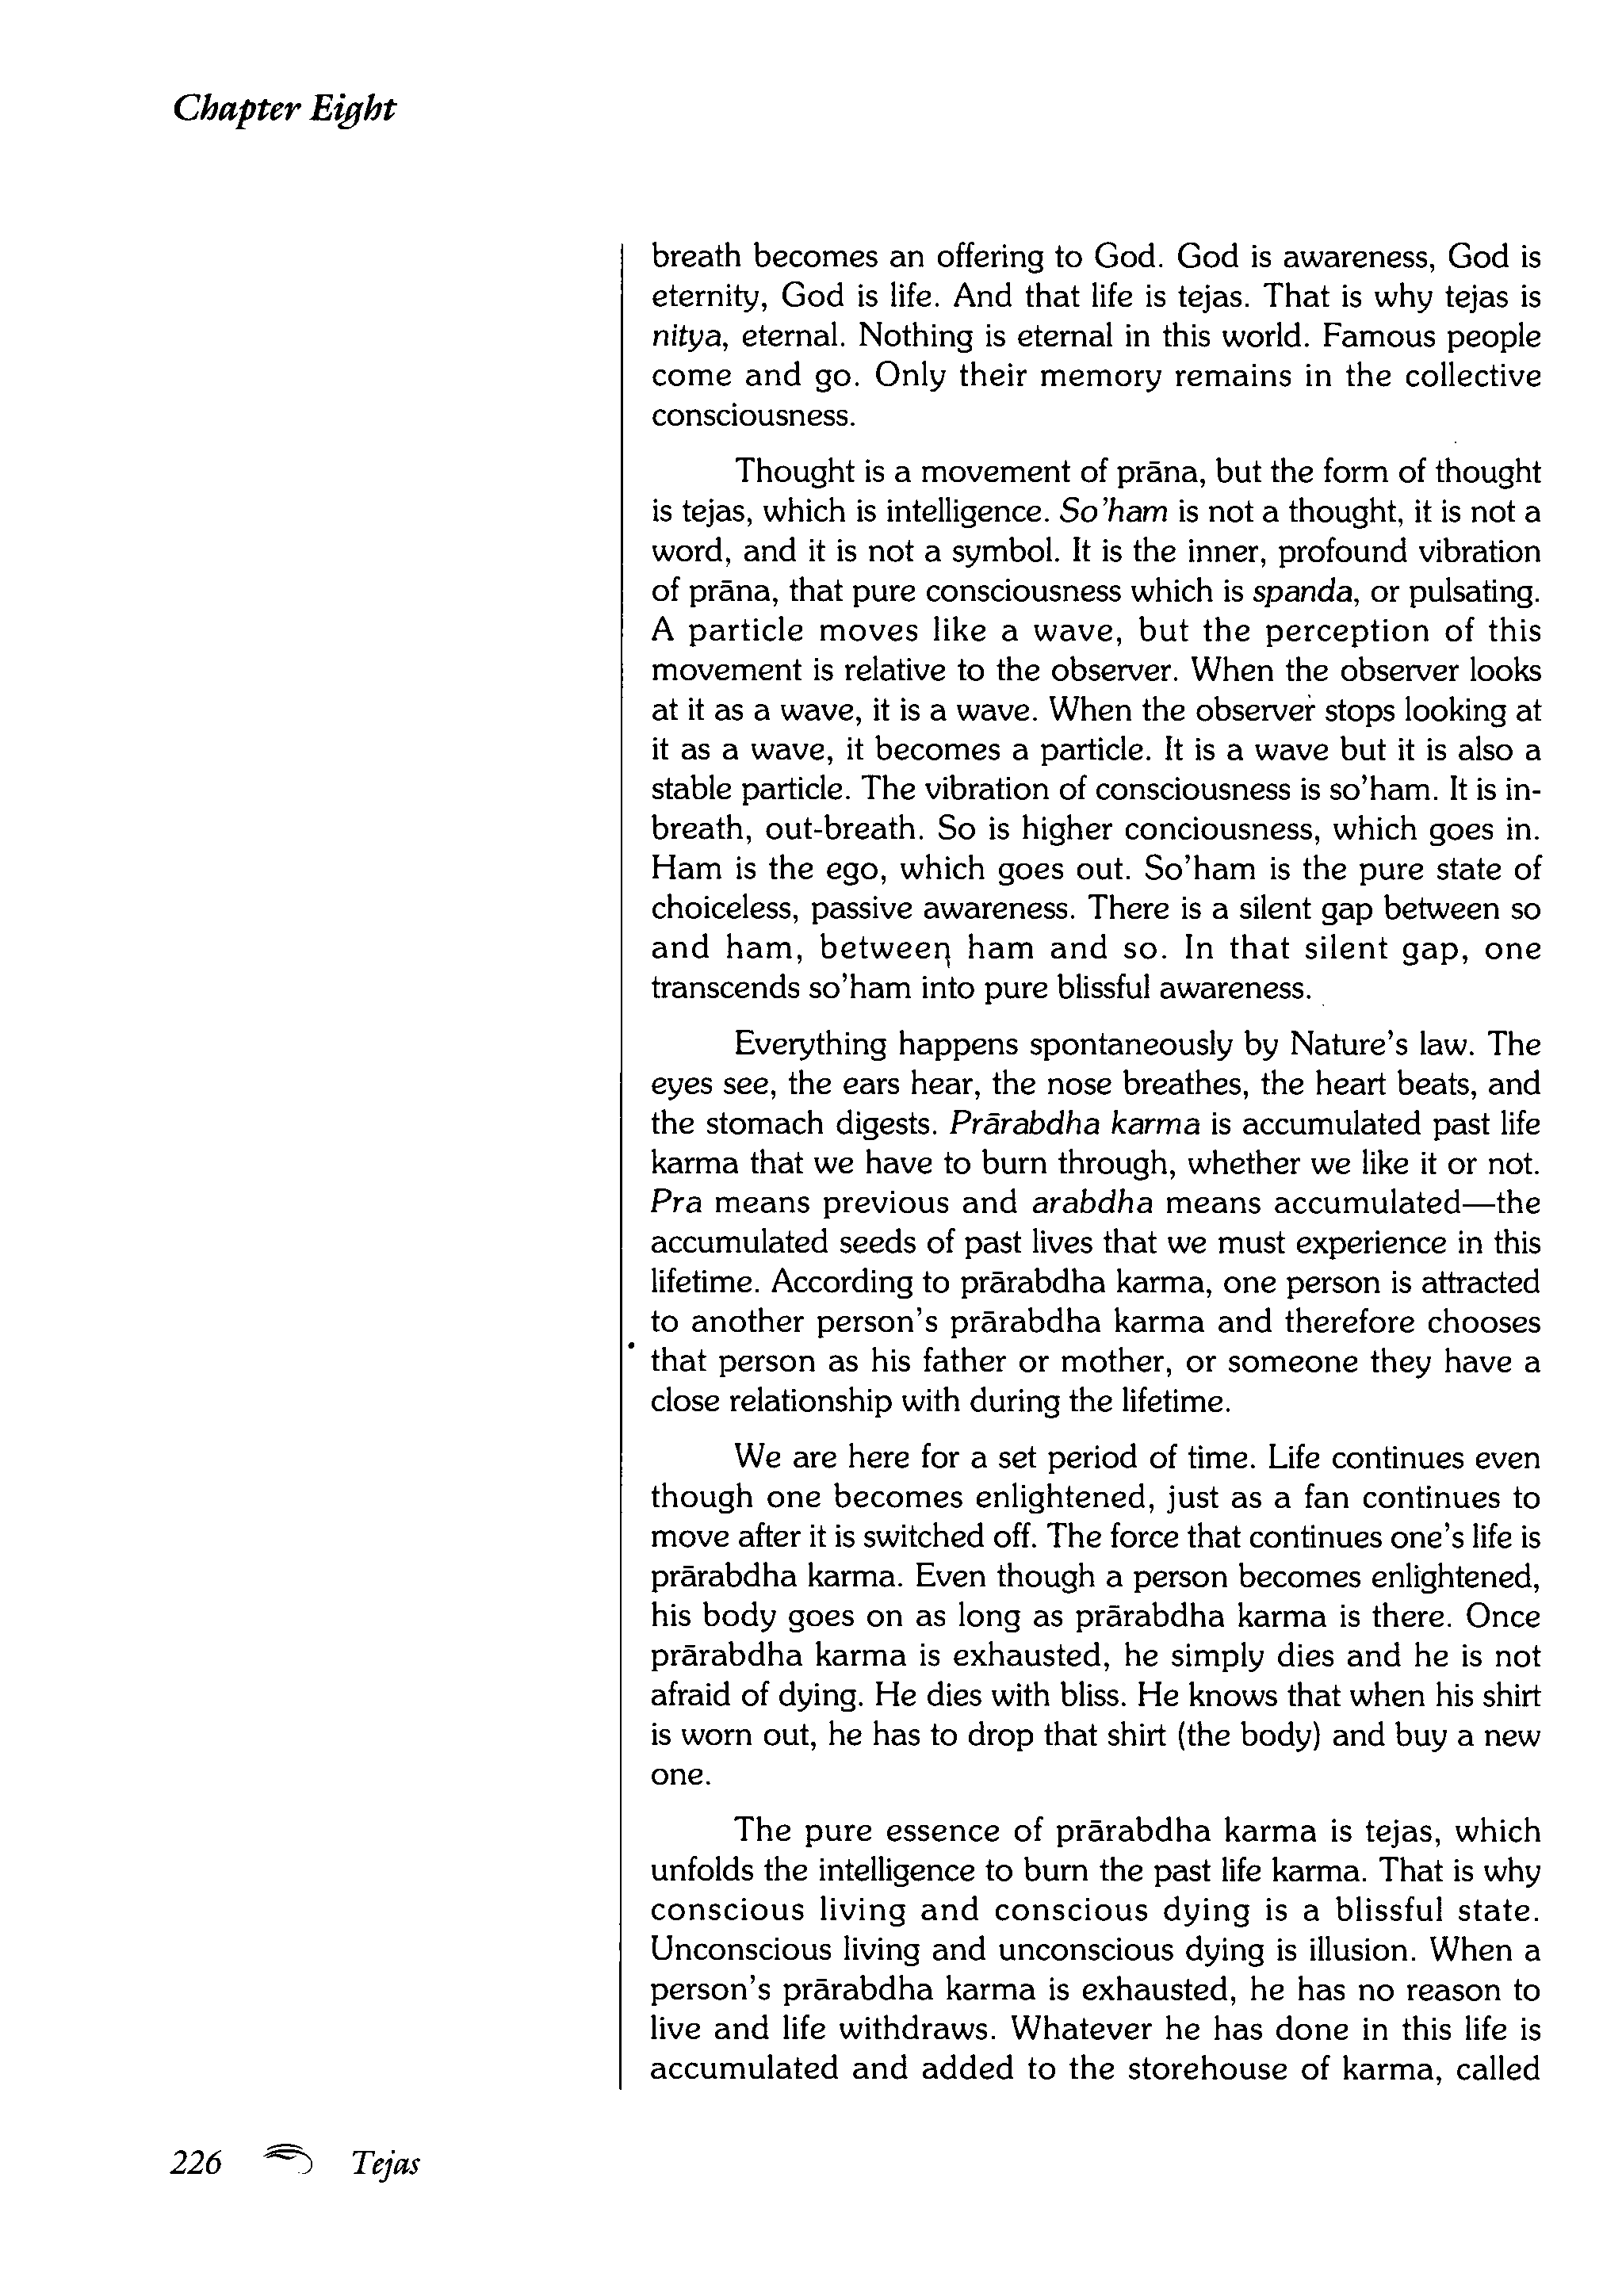 Chapter Eight
breath becomes an offering to God. God is awareness, God is
eternity, God is life. And that life is tejas. That is why tejas is
nitya, eternal. Nothing is eternal in this world. Famous people
come and go. Only their memory remains in the collective
consciousness.
Thought is a movement of prāna, but the form of thought
is tejas, which is intelligence. So'ham is not a thought, it is not a
word, and it is not a symbol. It is the inner, profound vibration
of prāna, that pure consciousness which is spanda, or pulsating.
A particle moves like a wave, but the perception of this
movement is relative to the observer. When the observer looks
at it as a wave, it is a wave. When the observer stops looking at
it as a wave, it becomes a particle. It is a wave but it is also a
stable particle. The vibration of consciousness is so'ham. It is in-
breath, out-breath. So is higher conciousness, which goes in.
Ham is the ego, which goes out. So'ham is the pure state of
choiceless, passive awareness. There is a silent gap between so
and ham, between ham and so. In that silent gap, one
transcends so'ham into pure blissful awareness.
Everything happens spontaneously by Nature's law. The
eyes see, the ears hear, the nose breathes, the heart beats, and
the stomach digests. Prārabdha karma is accumulated past life
karma that we have to burn through, whether we like it or not.
Pra means previous and arabdha means accumulated—the
accumulated seeds of past lives that we must experience in this
lifetime. According to prārabdha karma, one person is attracted
to another person's prārabdha karma and therefore chooses
that person as his father or mother, or someone they have a
close relationship with during the lifetime.
We are here for a set period of time. Life continues even
though one becomes enlightened, just as a fan continues to
move after it is switched off. The force that continues one's life is
prārabdha karma. Even though a person becomes enlightened,
his body goes on as long as prārabdha karma is there. Once
prārabdha karma is exhausted, he simply dies and he is not
afraid of dying. He dies with bliss. He knows that when his shirt
is worn out, he has to drop that shirt (the body) and buy a new
one.
The pure essence of prārabdha karma is tejas, which
unfolds the intelligence to burn the past life karma. That is why
conscious living and conscious dying is a blissful state.
Unconscious living and unconscious dying is illusion. When a
person's prārabdha karma is exhausted, he has no reason to
live and life withdraws. Whatever he has done in this life is
accumulated and added to the storehouse of karma, called
226 Tejas